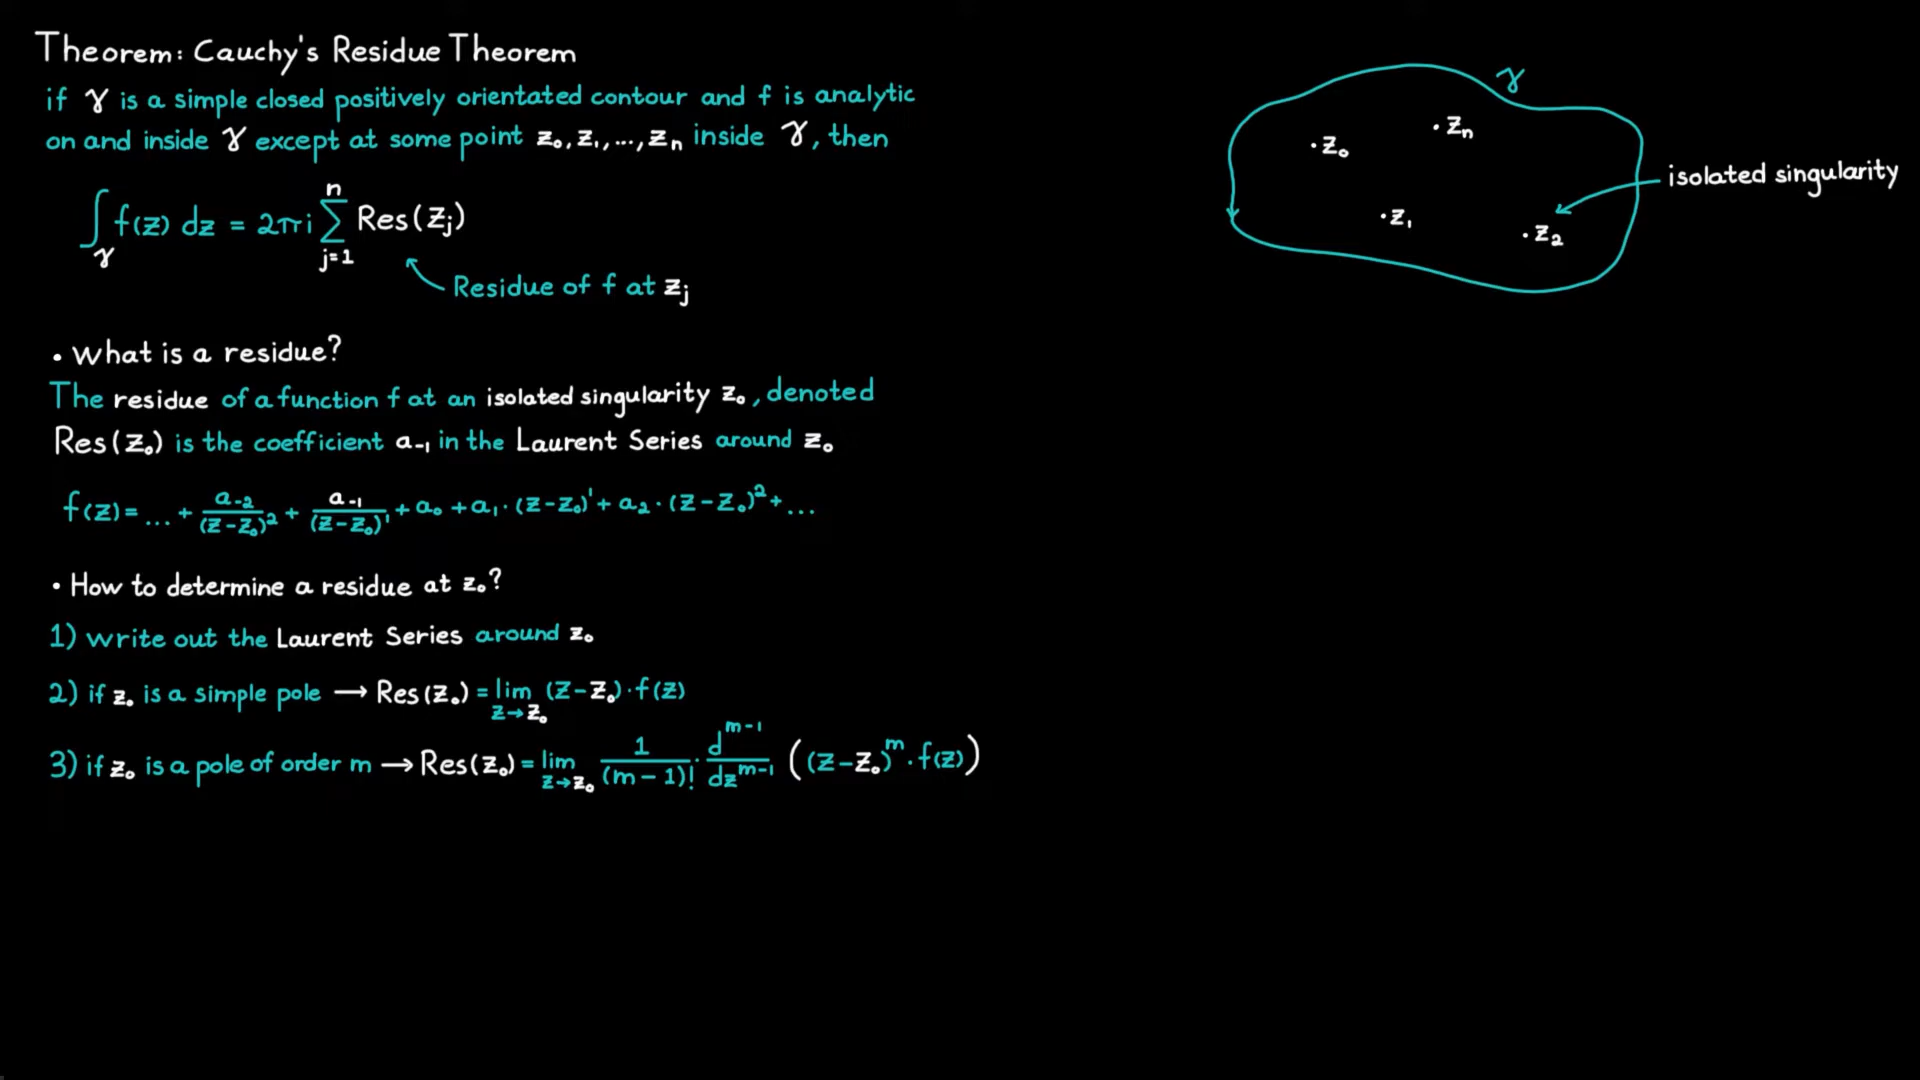 Theorem: Cauchy's Residue Theorem
if γ is a simple closed positively orientated contour and f is analytic
on and inside γ except at some point z₀, z₁, ..., zₙ inside γ, then
∫_γ f(z) dz = 2πi ∑_{j=1}^{n} Res(zⱼ)
Residue of f at zⱼ
• What is a residue?
The residue of a function f at an isolated singularity z₀, denoted
Res(z₀) is the coefficient a₋₁ in the Laurent Series around z₀
f(z) = ... + a₋₂/(z-z₀)² + a₋₁/(z-z₀)¹ + a₀ + a₁·(z-z₀)¹ + a₂·(z-z₀)² + ...
• How to determine a residue at z₀?
1) write out the Laurent Series around z₀
2) if z₀ is a simple pole ⟶ Res(z₀) = lim_{z→z₀} (z-z₀)·f(z)
3) if z₀ is a pole of order m ⟶ Res(z₀) = lim_{z→z₀} 1/(m-1)! · d^{m-1}/dz^{m-1} ((z-z₀)^m · f(z))
γ
·zₙ
·z₀
isolated singularity
·z₁
·z₂